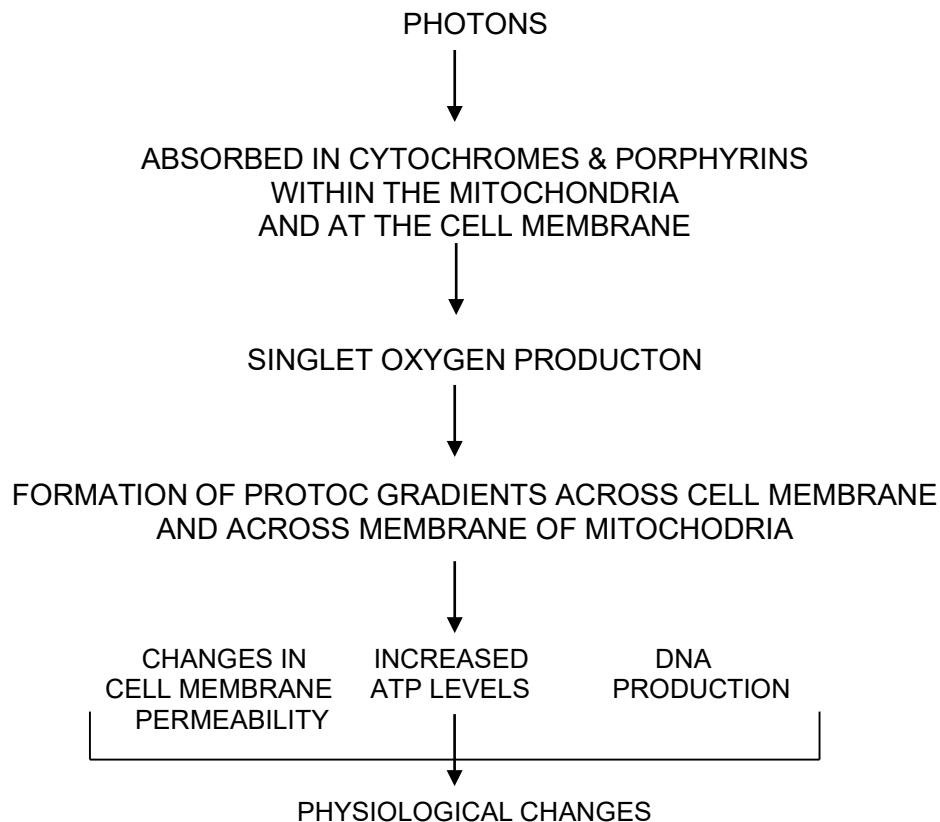 PHOTONS
ABSORBED IN CYTOCHROMES & PORPHYRINS
WITHIN THE MITOCHONDRIA
AND AT THE CELL MEMBRANE
SINGLET OXYGEN PRODUCTON
FORMATION OF PROTOC GRADIENTS ACROSS CELL MEMBRANE
AND ACROSS MEMBRANE OF MITOCHODRIA
CHANGES IN
CELL MEMBRANE
PERMEABILITY
INCREASED
ATP LEVELS
DNA
PRODUCTION
PHYSIOLOGICAL CHANGES